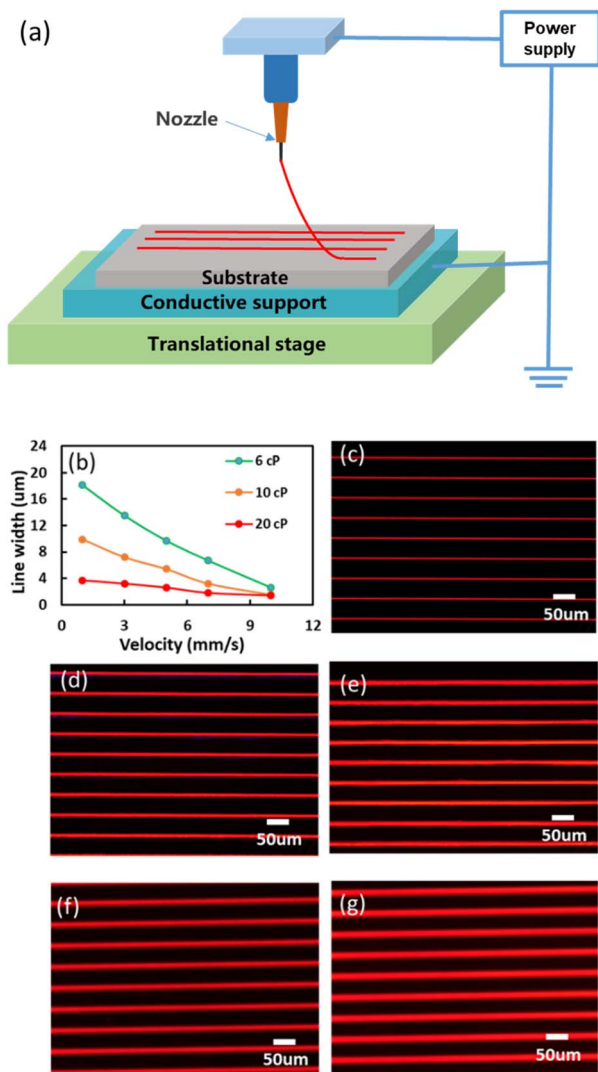 (a)
Power
supply
Nozzle
Substrate
Conductive support
Translational stage
(b)
24
20
16
12
8
4
0
Line width (um)
0
3
6
9
12
Velocity (mm/s)
6 cP
10 cP
20 cP
(c)
50um
(d)
50um
(e)
50um
(f)
50um
(g)
50um